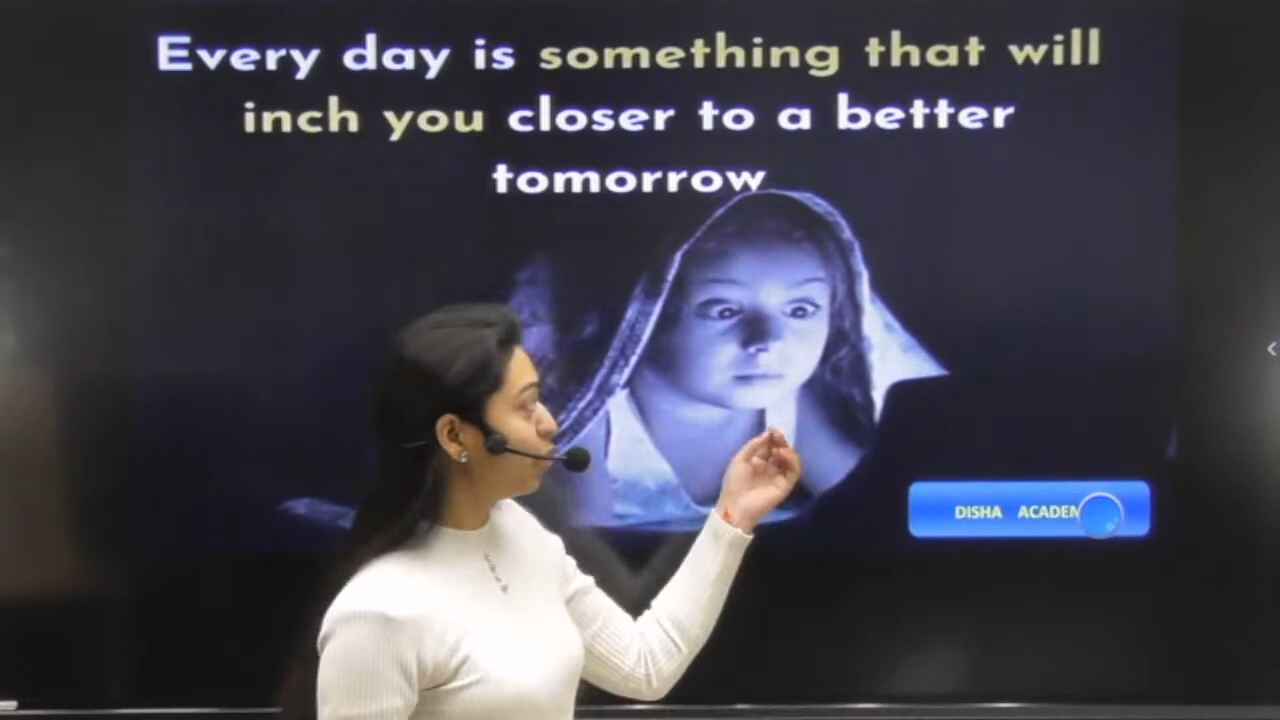 Every day is something that will
inch you closer to a better
tomorrow
DISHA